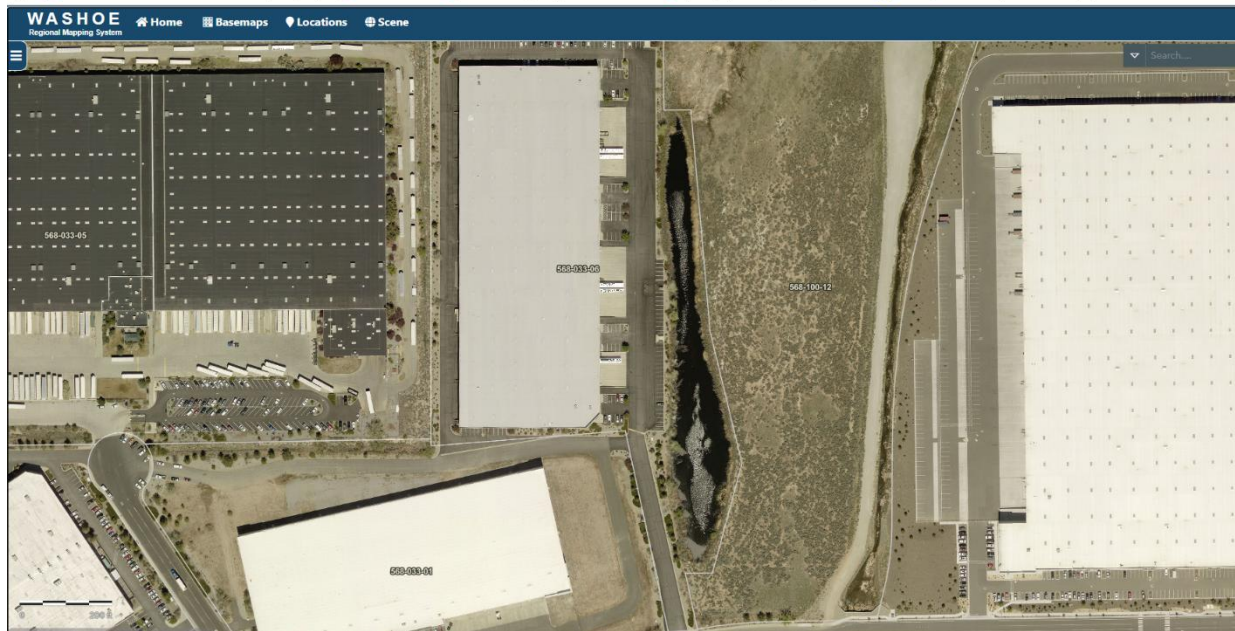 WASHOE
Regional Mapping System
Home
Basemaps
Locations
Scene
Search....
568-033-05
568-033-06
568-100-12
568-033-01
0
200 ft